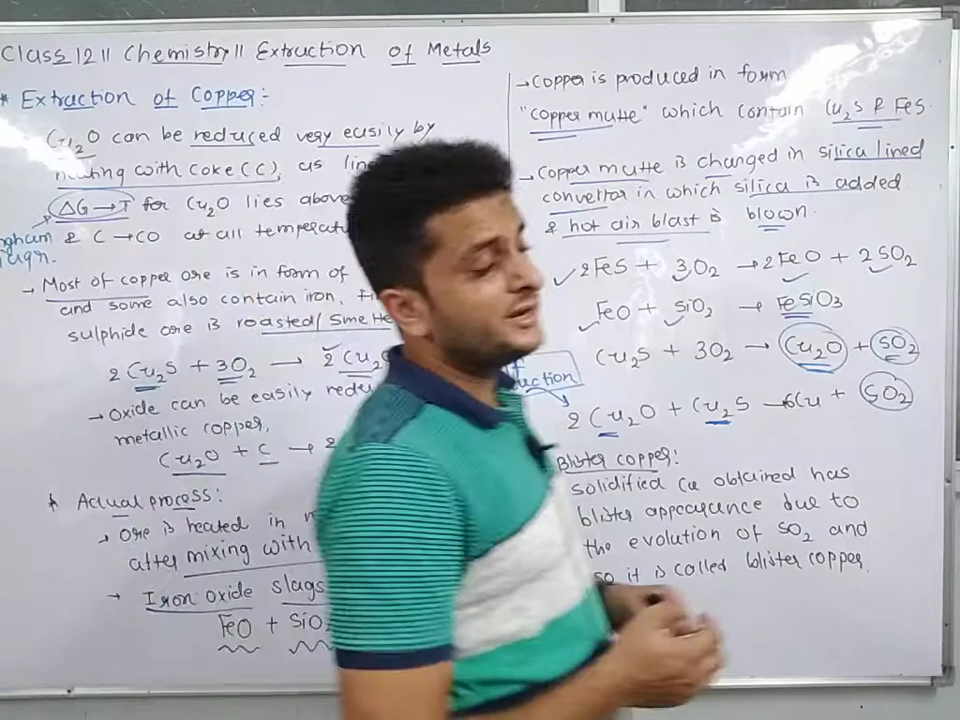 Class 12 || Chemistry || Extraction of Metals
* Extraction of Copper:-
Cu₂O can be reduced very easily by
heating with coke (C), as line
ΔG → T for Cu₂O lies above
& C → CO at all
→ Most of copper ore is in form of
and some also contain iron,
sulphide ore is roasted/
2Cu₂S + 3O₂ → 2Cu₂O
→ Oxide can be easily
metallic copper,
Cu₂O + C →
* Actual process:
→ Ore is heated in
after mixing with
→ Iron oxide slags
FeO + SiO₂
→ Copper is produced in form
"copper matte" which contain Cu₂S & FeS.
→ Copper matte is changed in silica lined
convertor in which silica is added
& hot air blast is blown.
2FeS + 3O₂ → 2FeO + 2SO₂
FeO + SiO₂ → FeSiO₃
Cu₂S + 3O₂ → Cu₂O + SO₂
2Cu₂O + Cu₂S → 6Cu + SO₂
Blister copper:
solidified Cu obtained has
blister appearance due to
the evolution of SO₂ and
so it is called blister copper.